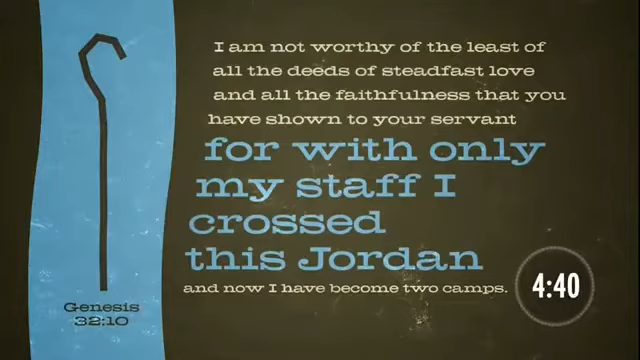 I am not worthy of the least of
all the deeds of steadfast love
and all the faithfulness that you
have shown to your servant
for with only
my staff I
crossed
this Jordan
and now I have become two camps.
Genesis
32:10
4:40